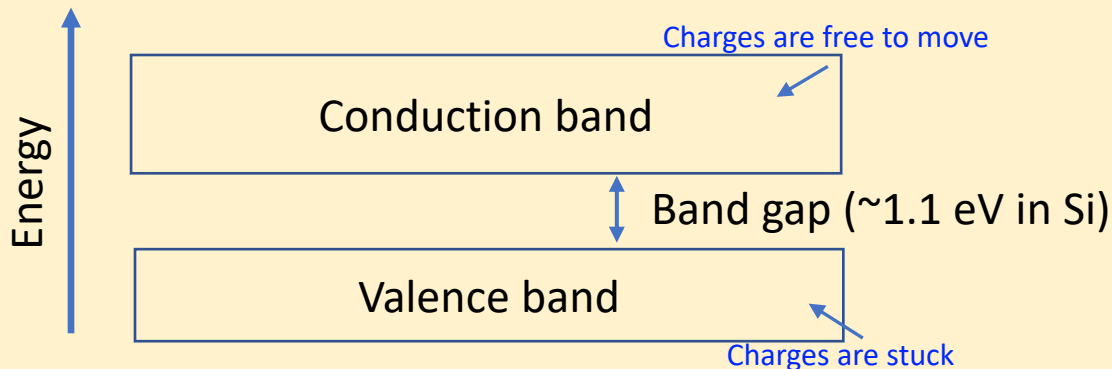 Charges are free to move
Conduction band
Energy
Band gap (~1.1 eV in Si)
Valence band
Charges are stuck